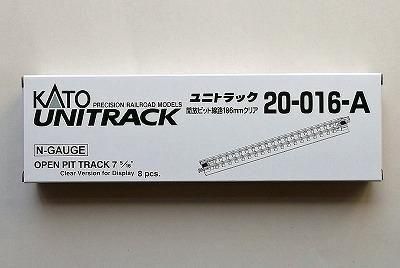 KATO PRECISION RAILROAD MODELS
UNITRACK
N-GAUGE
OPEN PIT TRACK 7 5/16"
Clear Version for Display 8 pcs.
ユニトラック
開放ピット線路186mmクリア
20-016-A